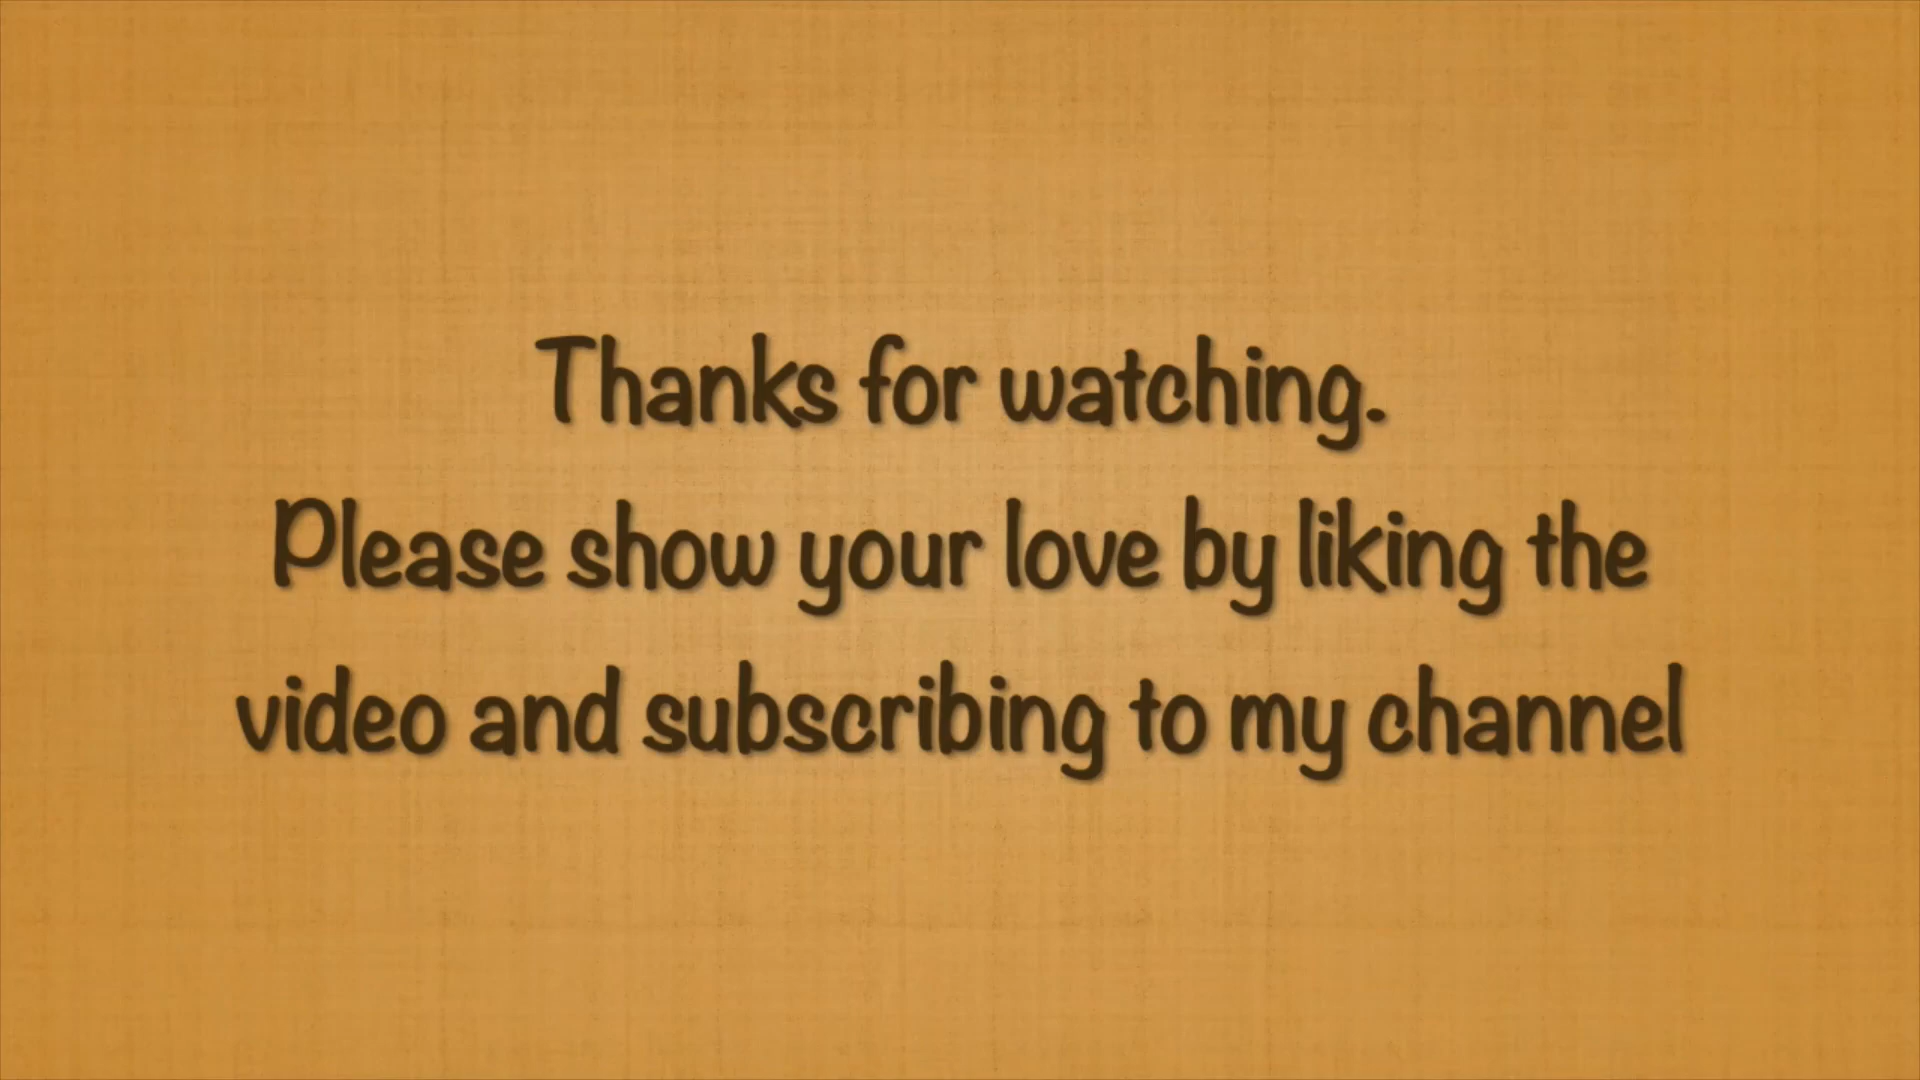 Thanks for watching.
Please show your love by liking the
video and subscribing to my channel